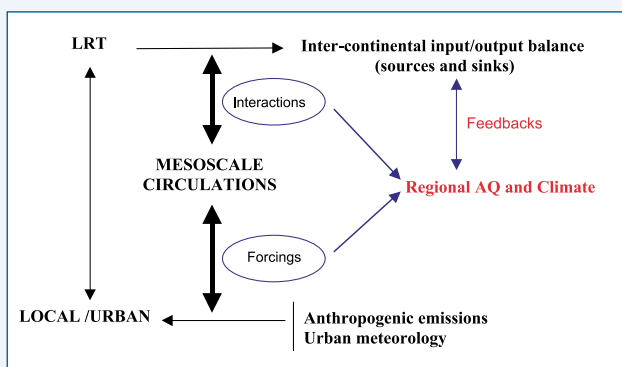 LRT
Inter-continental input/output balance
(sources and sinks)
Interactions
Feedbacks
MESOSCALE
CIRCULATIONS
Regional AQ and Climate
Forcings
LOCAL /URBAN
Anthropogenic emissions
Urban meteorology